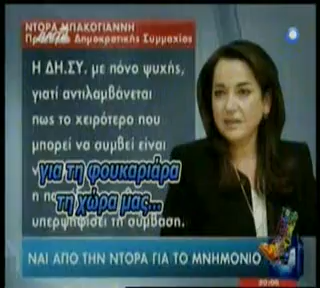 ΝΤΟΡΑ ΜΠΑΚΟΓΙΑΝΝΗ
Δημοκρατικής Συμμαχίας
Η ΔΗ.ΣΥ. με πόνο ψυχής,
γιατί αντιλαμβάνεται
πως το χειρότερο που
μπορεί να συμβεί είναι
για τη φουκαριάρα
τη χώρα μας...
υπερψηφίσει τη σύμβαση.
ΝΑΙ ΑΠΟ ΤΗΝ ΝΤΟΡΑ ΓΙΑ ΤΟ ΜΝΗΜΟΝΙΟ